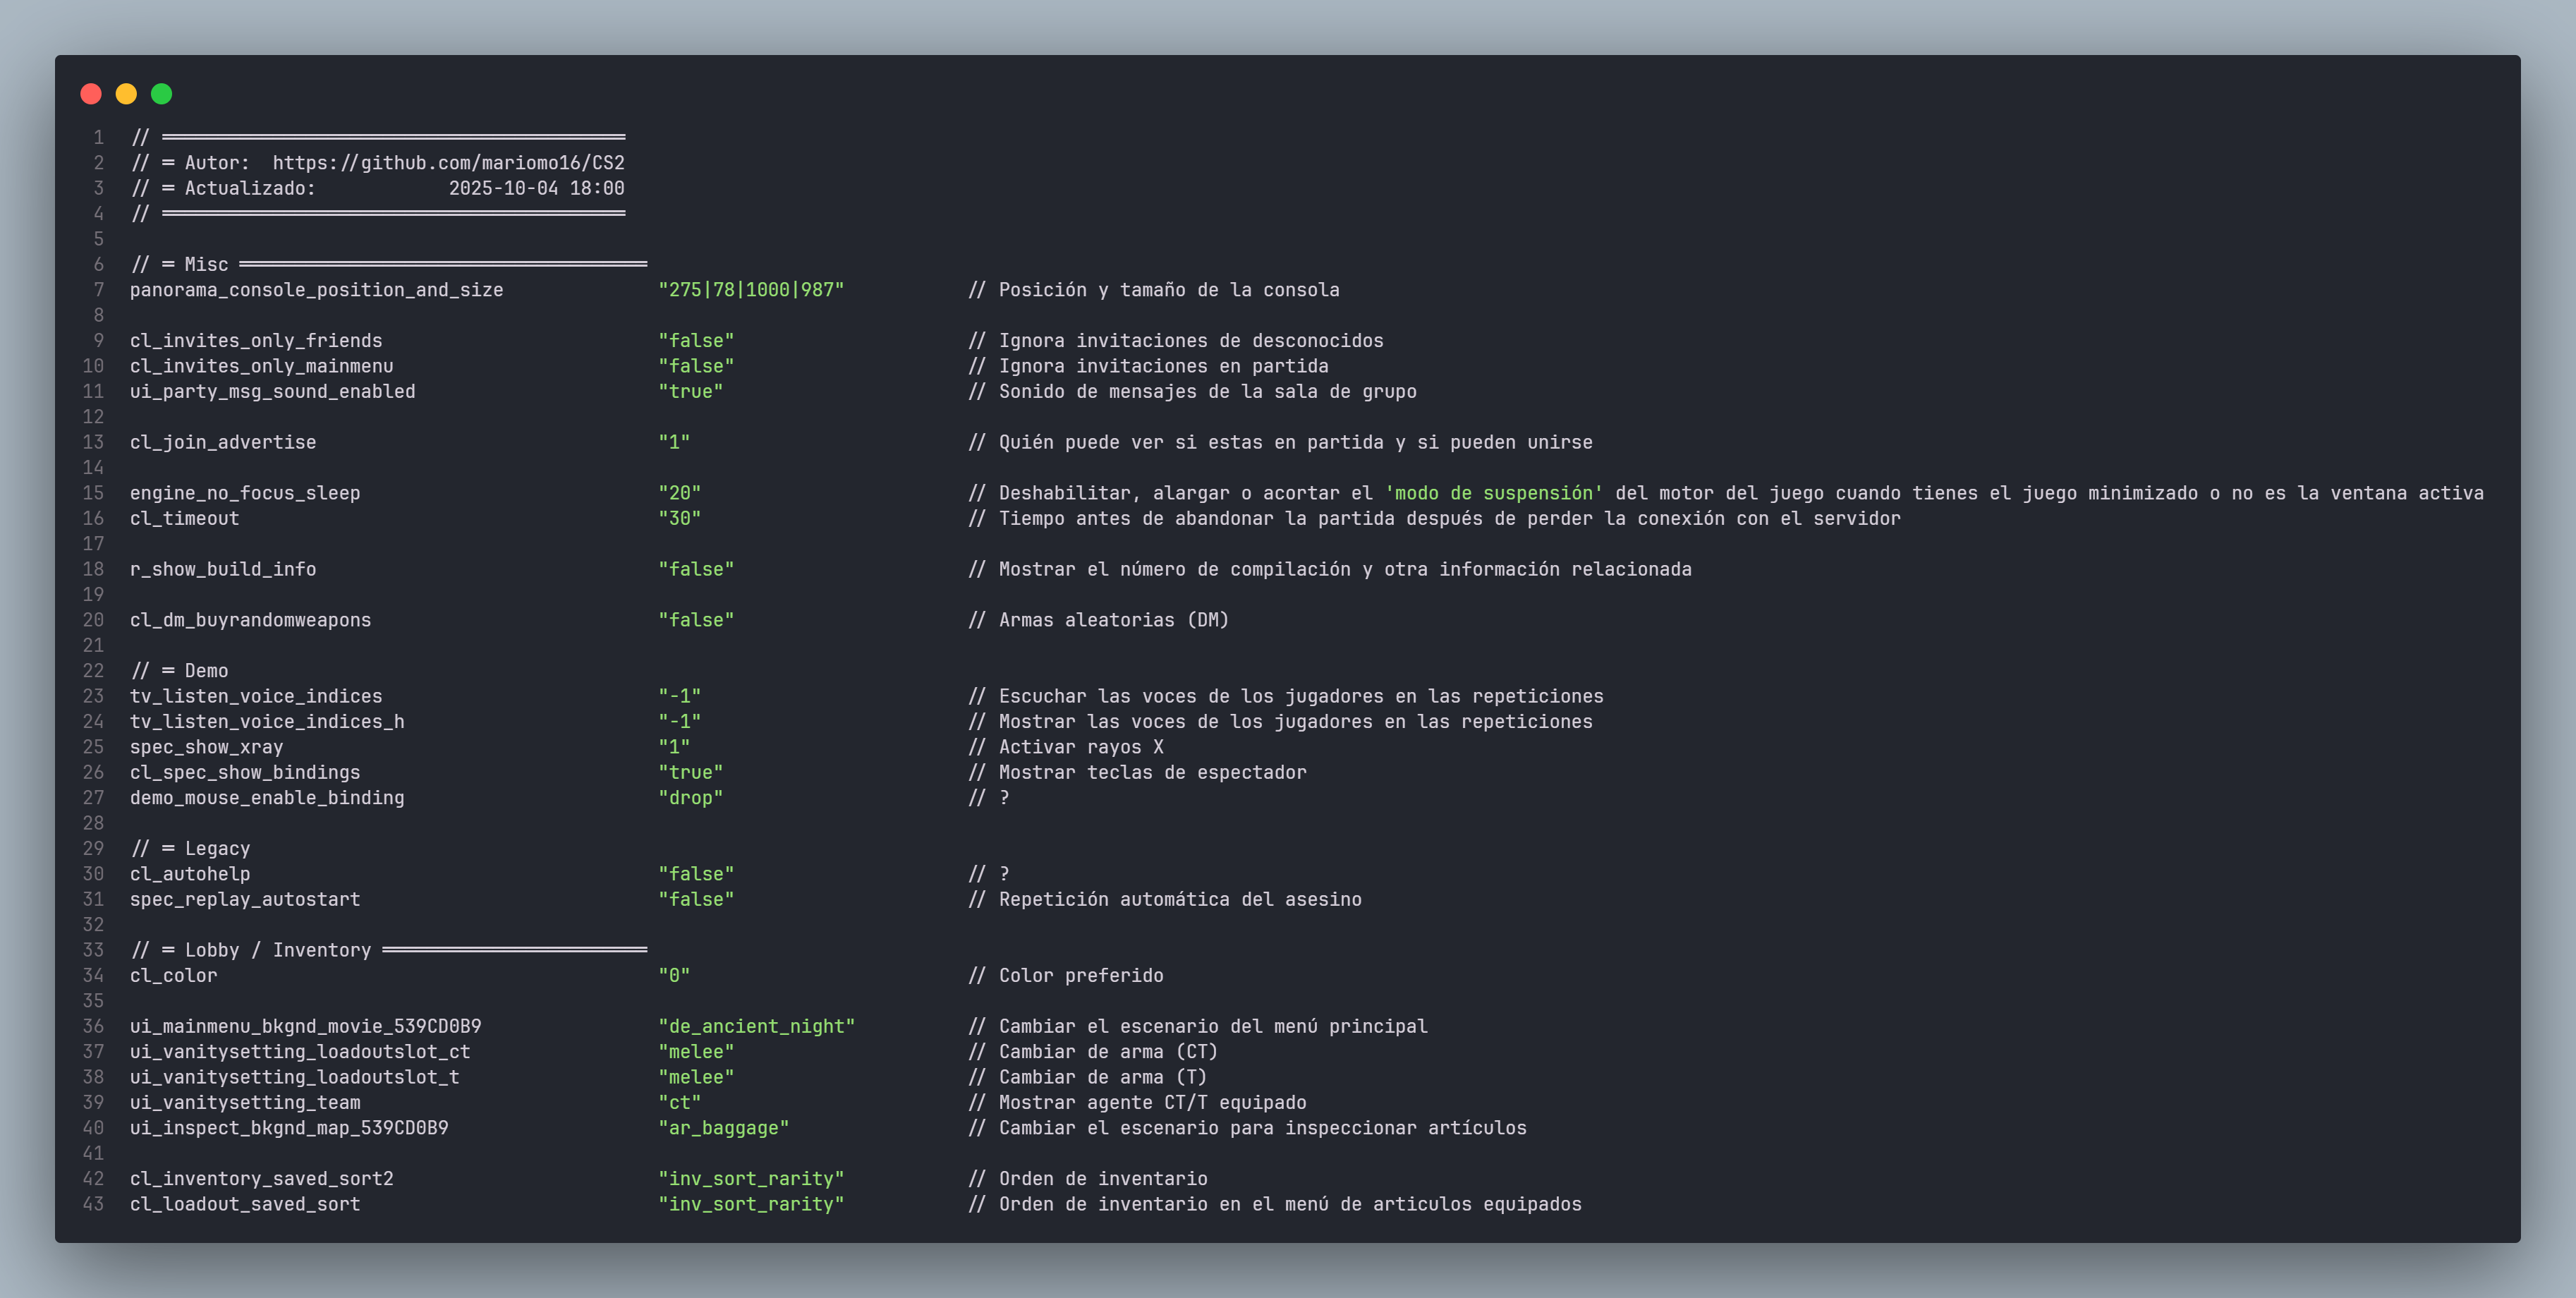 1 // ==========================================
2 // = Autor:  https://github.com/mariomo16/CS2
3 // = Actualizado:            2025-10-04 18:00
4 // ==========================================
5
6 // = Misc =====================================
7 panorama_console_position_and_size "275|78|1000|987" // Posición y tamaño de la consola
8
9 cl_invites_only_friends "false" // Ignora invitaciones de desconocidos
10 cl_invites_only_mainmenu "false" // Ignora invitaciones en partida
11 ui_party_msg_sound_enabled "true" // Sonido de mensajes de la sala de grupo
12
13 cl_join_advertise "1" // Quién puede ver si estas en partida y si pueden unirse
14
15 engine_no_focus_sleep "20" // Deshabilitar, alargar o acortar el 'modo de suspensión' del motor del juego cuando tienes el juego minimizado o no es la ventana activa
16 cl_timeout "30" // Tiempo antes de abandonar la partida después de perder la conexión con el servidor
17
18 r_show_build_info "false" // Mostrar el número de compilación y otra información relacionada
19
20 cl_dm_buyrandomweapons "false" // Armas aleatorias (DM)
21
22 // = Demo
23 tv_listen_voice_indices "-1" // Escuchar las voces de los jugadores en las repeticiones
24 tv_listen_voice_indices_h "-1" // Mostrar las voces de los jugadores en las repeticiones
25 spec_show_xray "1" // Activar rayos X
26 cl_spec_show_bindings "true" // Mostrar teclas de espectador
27 demo_mouse_enable_binding "drop" // ?
28
29 // = Legacy
30 cl_autohelp "false" // ?
31 spec_replay_autostart "false" // Repetición automática del asesino
32
33 // = Lobby / Inventory ========================
34 cl_color "0" // Color preferido
35
36 ui_mainmenu_bkgnd_movie_539CD0B9 "de_ancient_night" // Cambiar el escenario del menú principal
37 ui_vanitysetting_loadoutslot_ct "melee" // Cambiar de arma (CT)
38 ui_vanitysetting_loadoutslot_t "melee" // Cambiar de arma (T)
39 ui_vanitysetting_team "ct" // Mostrar agente CT/T equipado
40 ui_inspect_bkgnd_map_539CD0B9 "ar_baggage" // Cambiar el escenario para inspeccionar artículos
41
42 cl_inventory_saved_sort2 "inv_sort_rarity" // Orden de inventario
43 cl_loadout_saved_sort "inv_sort_rarity" // Orden de inventario en el menú de articulos equipados